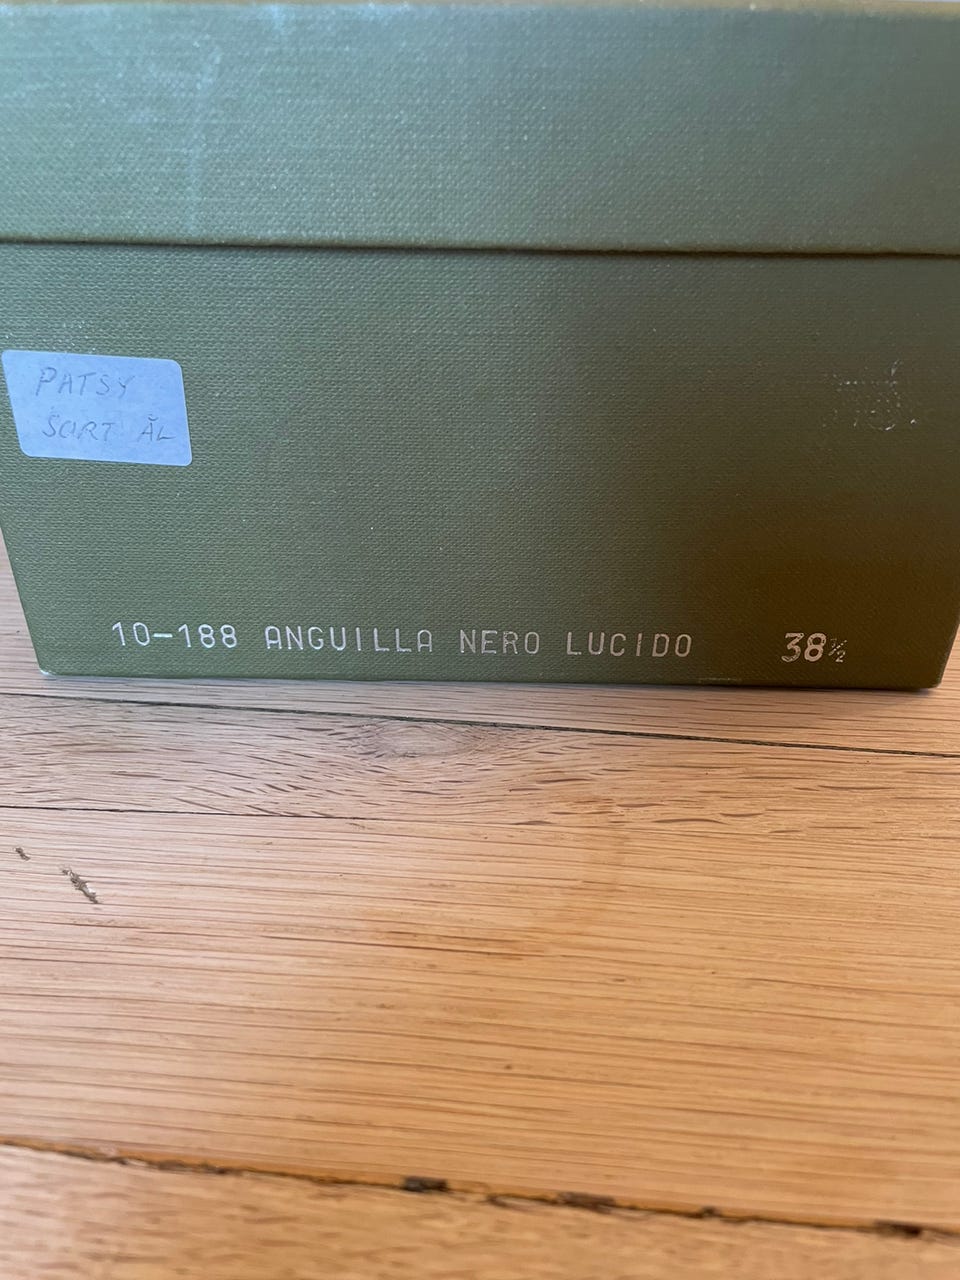 PATSY
SORT ÅL
10-188 ANGUILLA NERO LUCIDO 38½